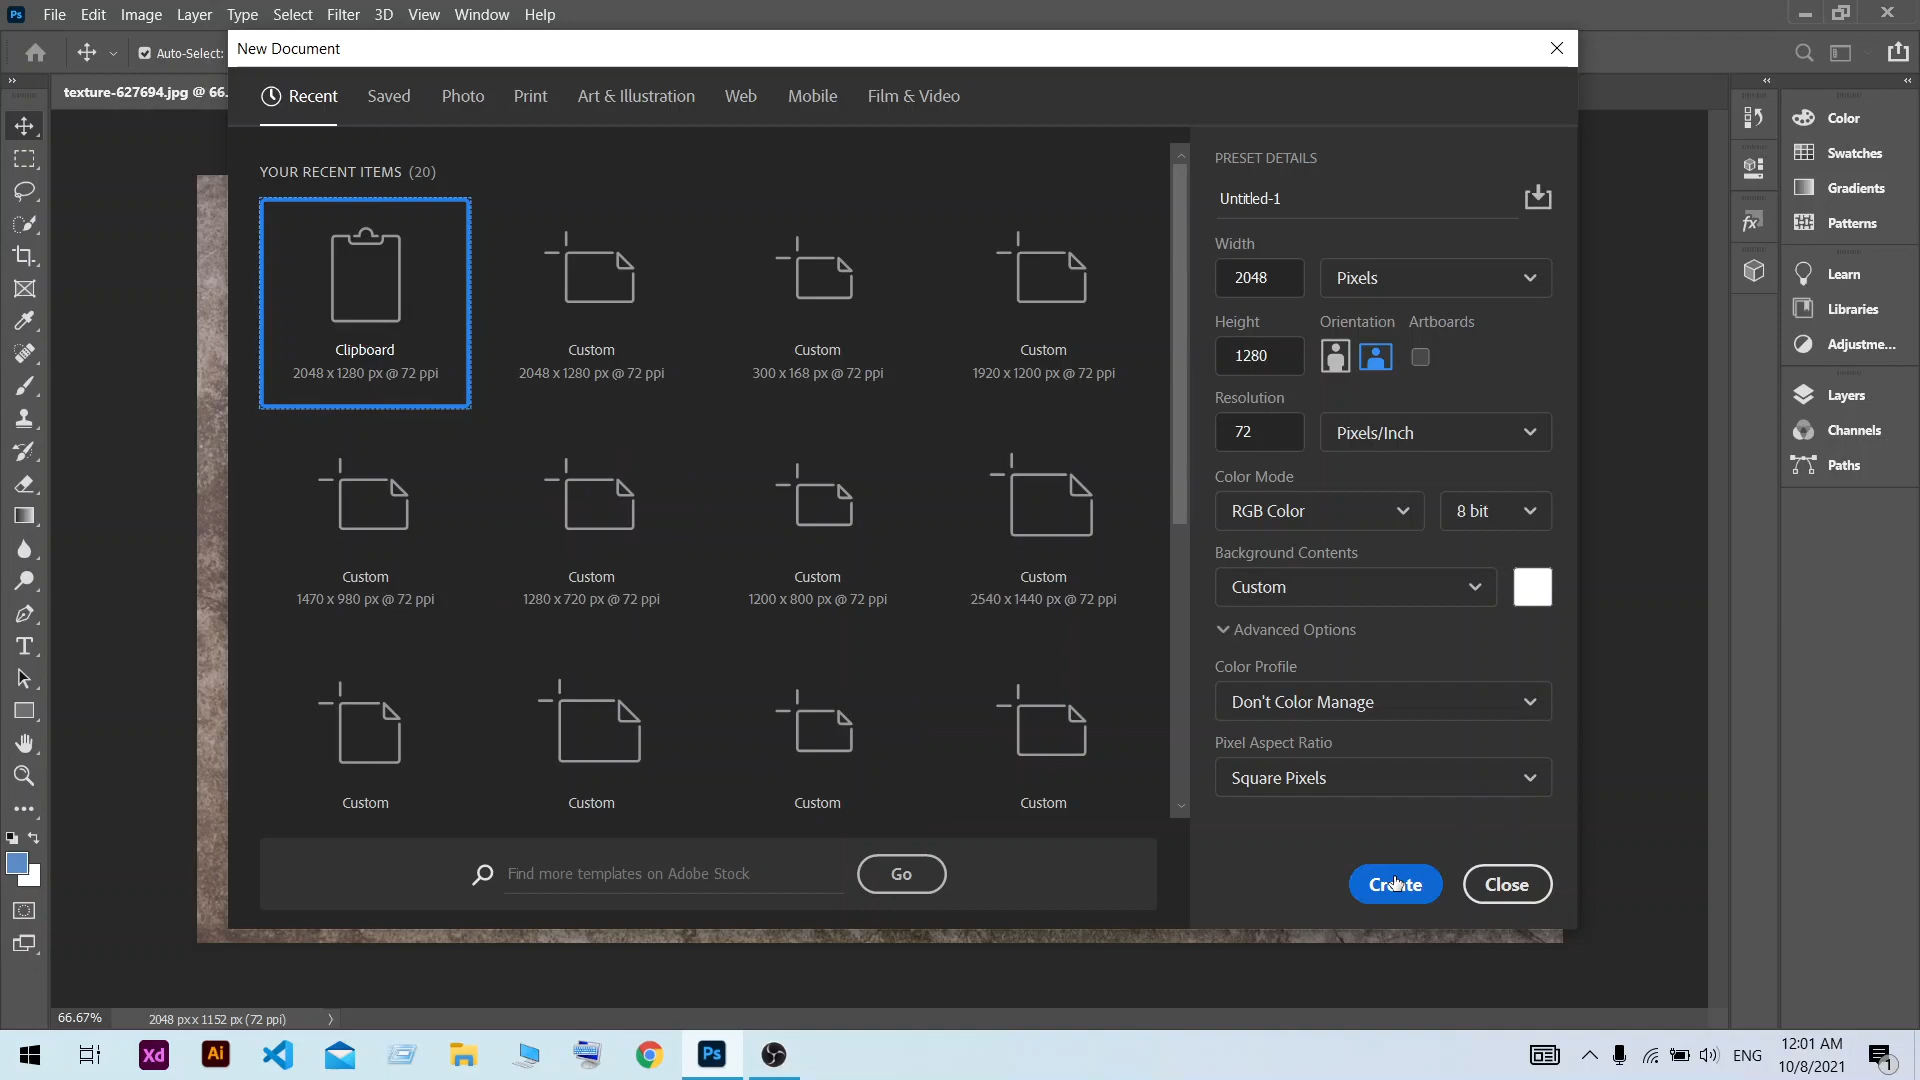 Ps File Edit Image Layer Type Select Filter 3D View Window Help
Auto-Select:
New Document
texture-627694.jpg @ 66.
Recent Saved Photo Print Art & Illustration Web Mobile Film & Video
YOUR RECENT ITEMS (20)
Clipboard Custom Custom Custom
2048 x 1280 px @ 72 ppi 2048 x 1280 px @ 72 ppi 300 x 168 px @ 72 ppi 1920 x 1200 px @ 72 ppi
Custom Custom Custom Custom
1470 x 980 px @ 72 ppi 1280 x 720 px @ 72 ppi 1200 x 800 px @ 72 ppi 2540 x 1440 px @ 72 ppi
Custom Custom Custom Custom
Find more templates on Adobe Stock Go
PRESET DETAILS
Untitled-1
Width
2048 Pixels
Height Orientation Artboards
1280
Resolution
72 Pixels/Inch
Color Mode
RGB Color 8 bit
Background Contents
Custom
Advanced Options
Color Profile
Don't Color Manage
Pixel Aspect Ratio
Square Pixels
Create Close
Color
Swatches
Gradients
Patterns
Learn
Libraries
Adjustme...
Layers
Channels
Paths
fx
T
66.67% 2048 px x 1152 px (72 ppi)
Xd Ai Ps ENG
12:01 AM
10/8/2021
1